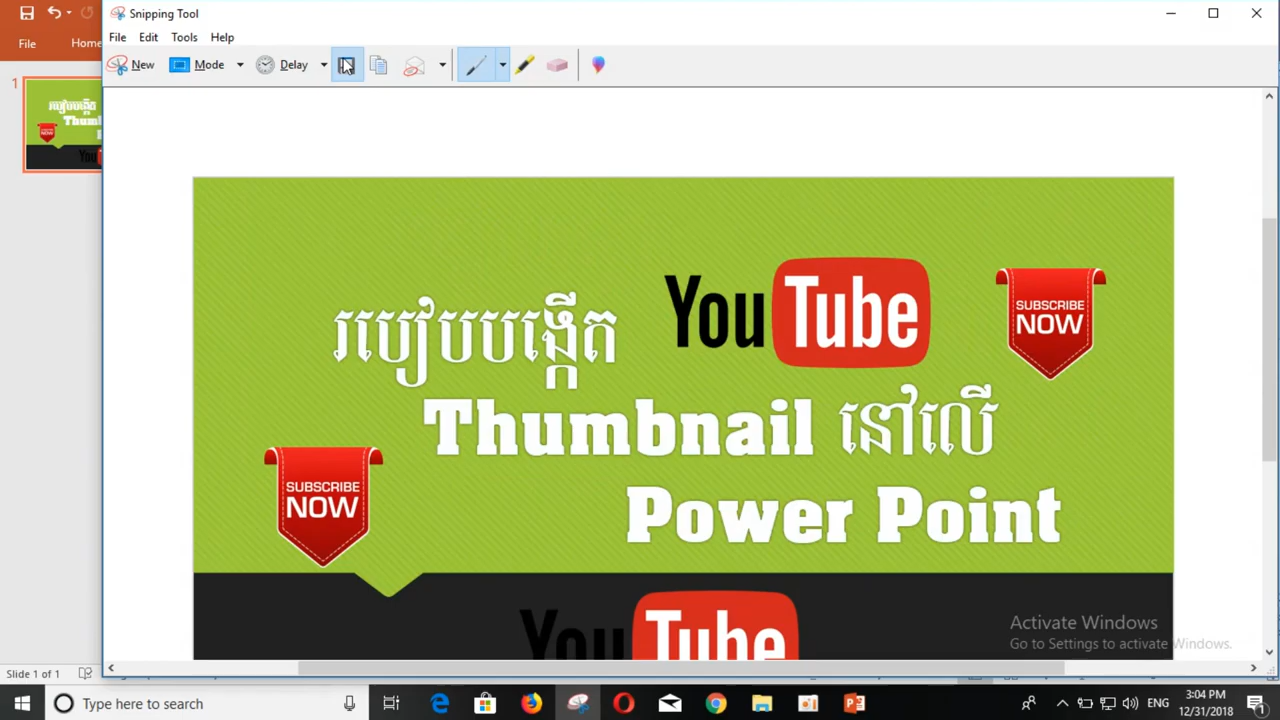 Snipping Tool
File Edit Tools Help
New Mode Delay
File Home
1
របៀបបង្កើត YouTube
SUBSCRIBE
NOW
Thumbnail នៅលើ
SUBSCRIBE
NOW
Power Point
YouTube
Activate Windows
Go to Settings to activate Windows.
Slide 1 of 1
Type here to search
ENG
3:04 PM
12/31/2018